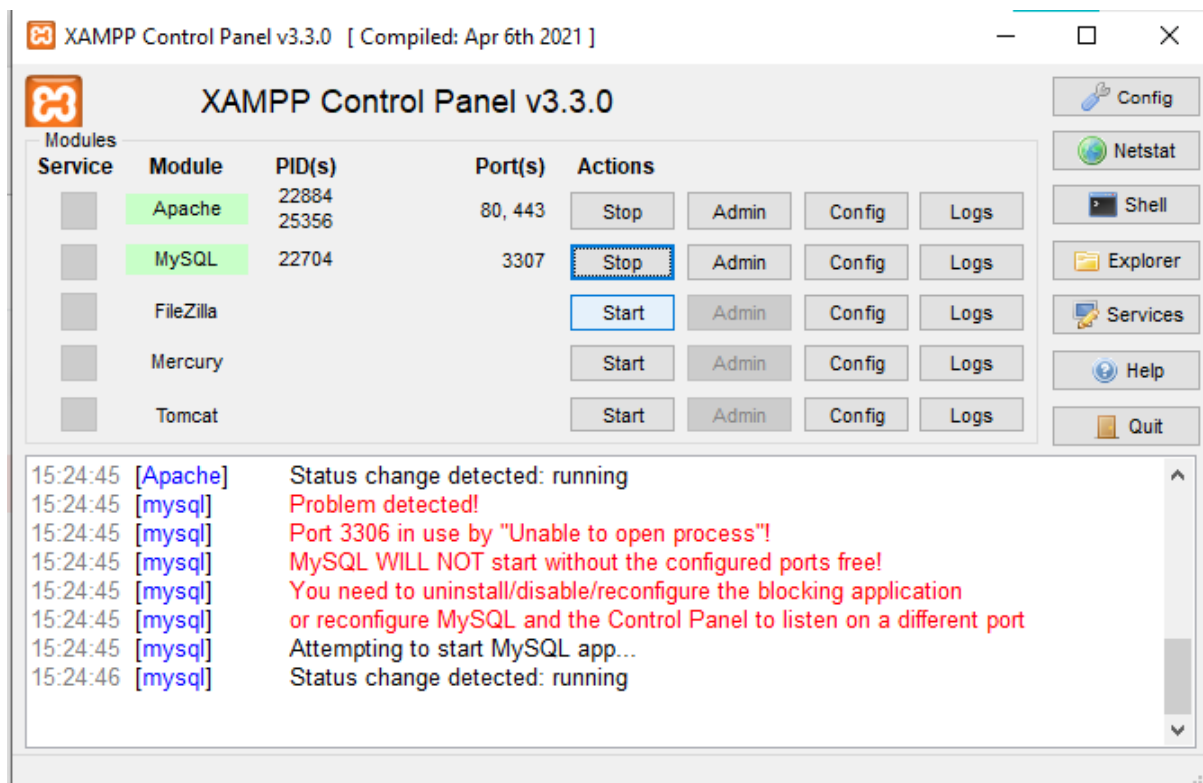 XAMPP Control Panel v3.3.0 [ Compiled: Apr 6th 2021 ]
XAMPP Control Panel v3.3.0
Config
Modules
Service Module PID(s) Port(s) Actions
Netstat
Apache 22884 25356 80, 443 Stop Admin Config Logs
Shell
MySQL 22704 3307 Stop Admin Config Logs
Explorer
FileZilla Start Admin Config Logs
Services
Mercury Start Admin Config Logs
Help
Tomcat Start Admin Config Logs
Quit
15:24:45 [Apache] Status change detected: running
15:24:45 [mysql] Problem detected!
15:24:45 [mysql] Port 3306 in use by "Unable to open process"!
15:24:45 [mysql] MySQL WILL NOT start without the configured ports free!
15:24:45 [mysql] You need to uninstall/disable/reconfigure the blocking application
15:24:45 [mysql] or reconfigure MySQL and the Control Panel to listen on a different port
15:24:45 [mysql] Attempting to start MySQL app...
15:24:46 [mysql] Status change detected: running